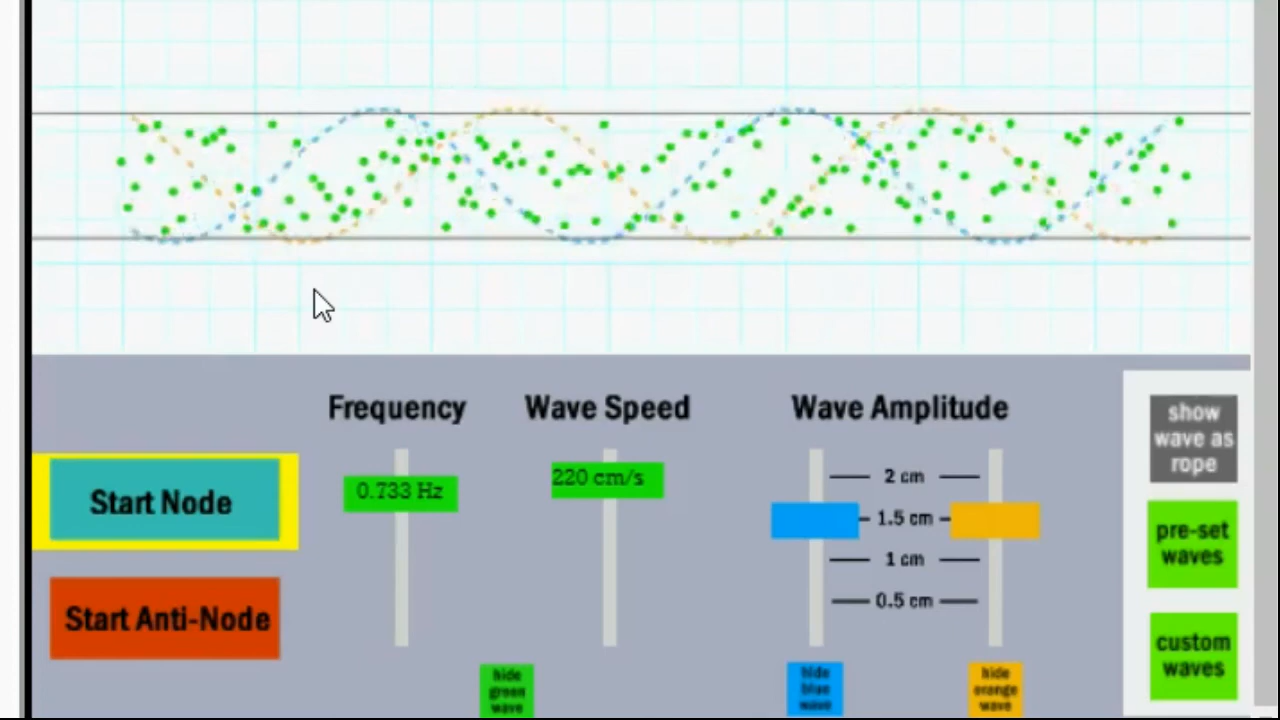 Frequency
Wave Speed
Wave Amplitude
show
wave as
rope
2 cm
220 cm/s
0.733 Hz
Start Node
1.5 cm
pre-set
waves
1 cm
0.5 cm
Start Anti-Node
custom
waves
hide
green
wave
hide
blue
wave
hide
orange
wave